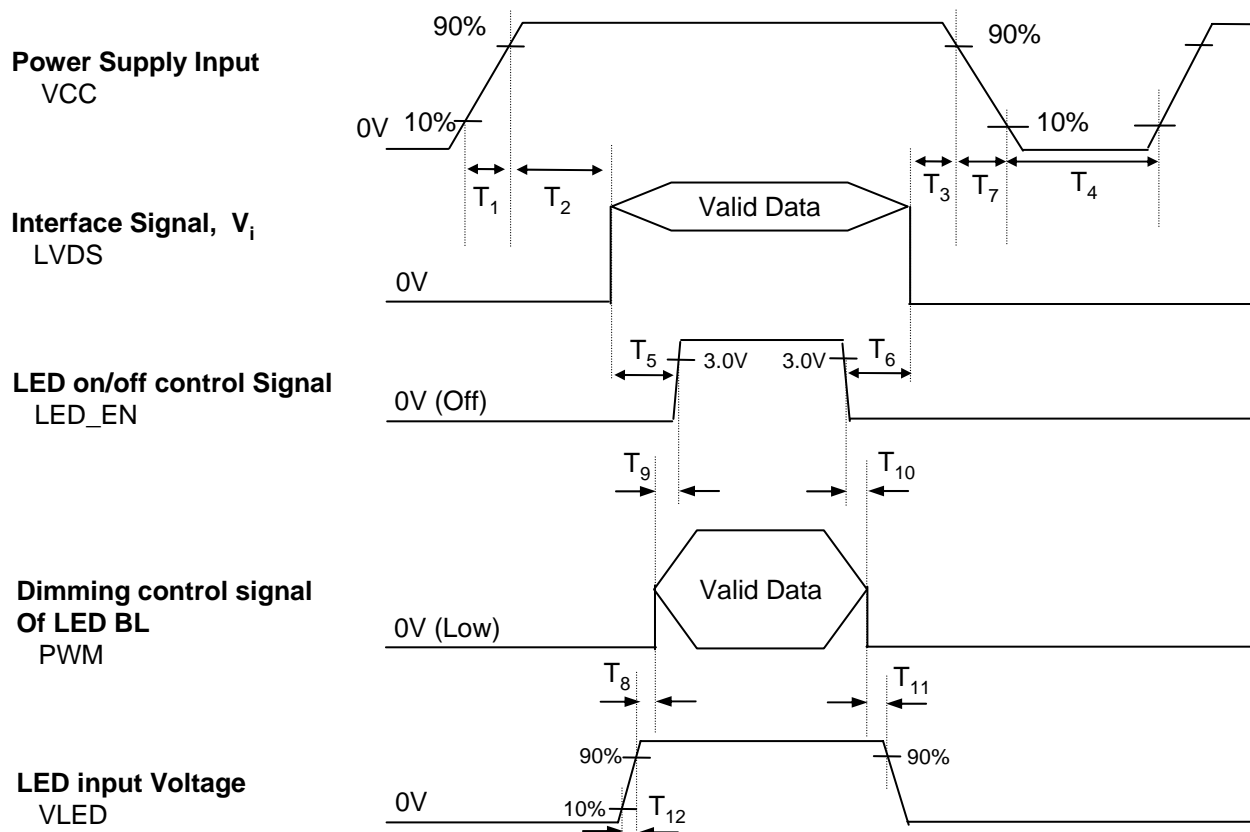 90%
90%
Power Supply Input
VCC
0V
10%
10%
T1
T2
T3
T7
T4
Interface Signal, Vi
LVDS
Valid Data
0V
T5
3.0V
3.0V
T6
LED on/off control Signal
LED_EN
0V (Off)
T9
T10
Dimming control signal
Of LED BL
PWM
Valid Data
0V (Low)
T8
T11
90%
90%
LED input Voltage
VLED
0V
10%
T12